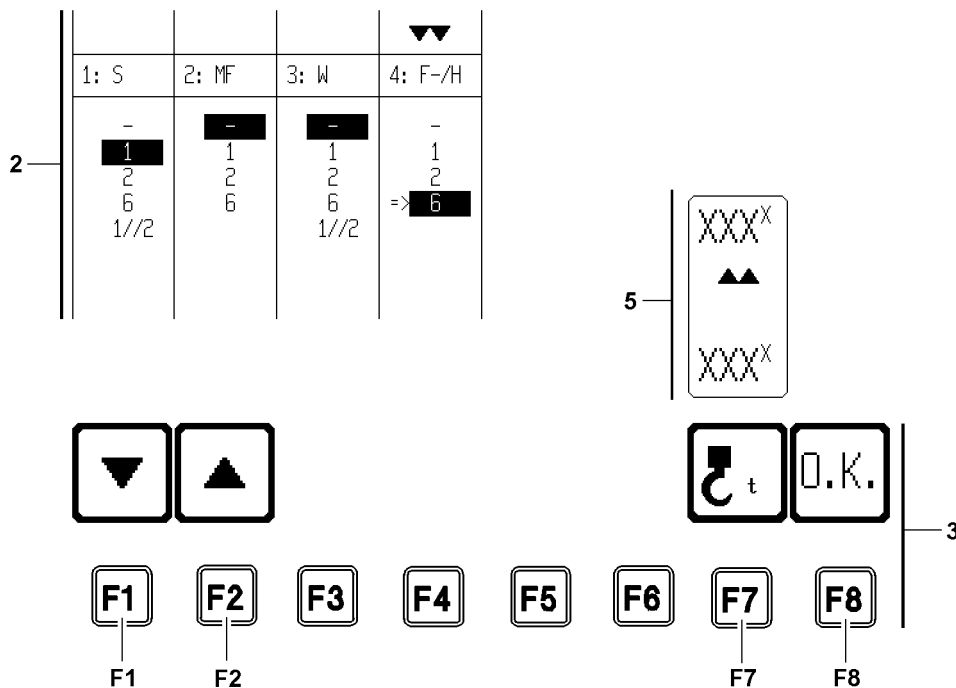 1: S 2: MF 3: W 4: F-/H
- - - -
1 1 1 1
2 2 2 2
6 6 6 => 6
1//2 1//2
2
XXX^X
5
XXX^X
t O.K.
3
F1 F2 F3 F4 F5 F6 F7 F8
F1 F2 F7 F8